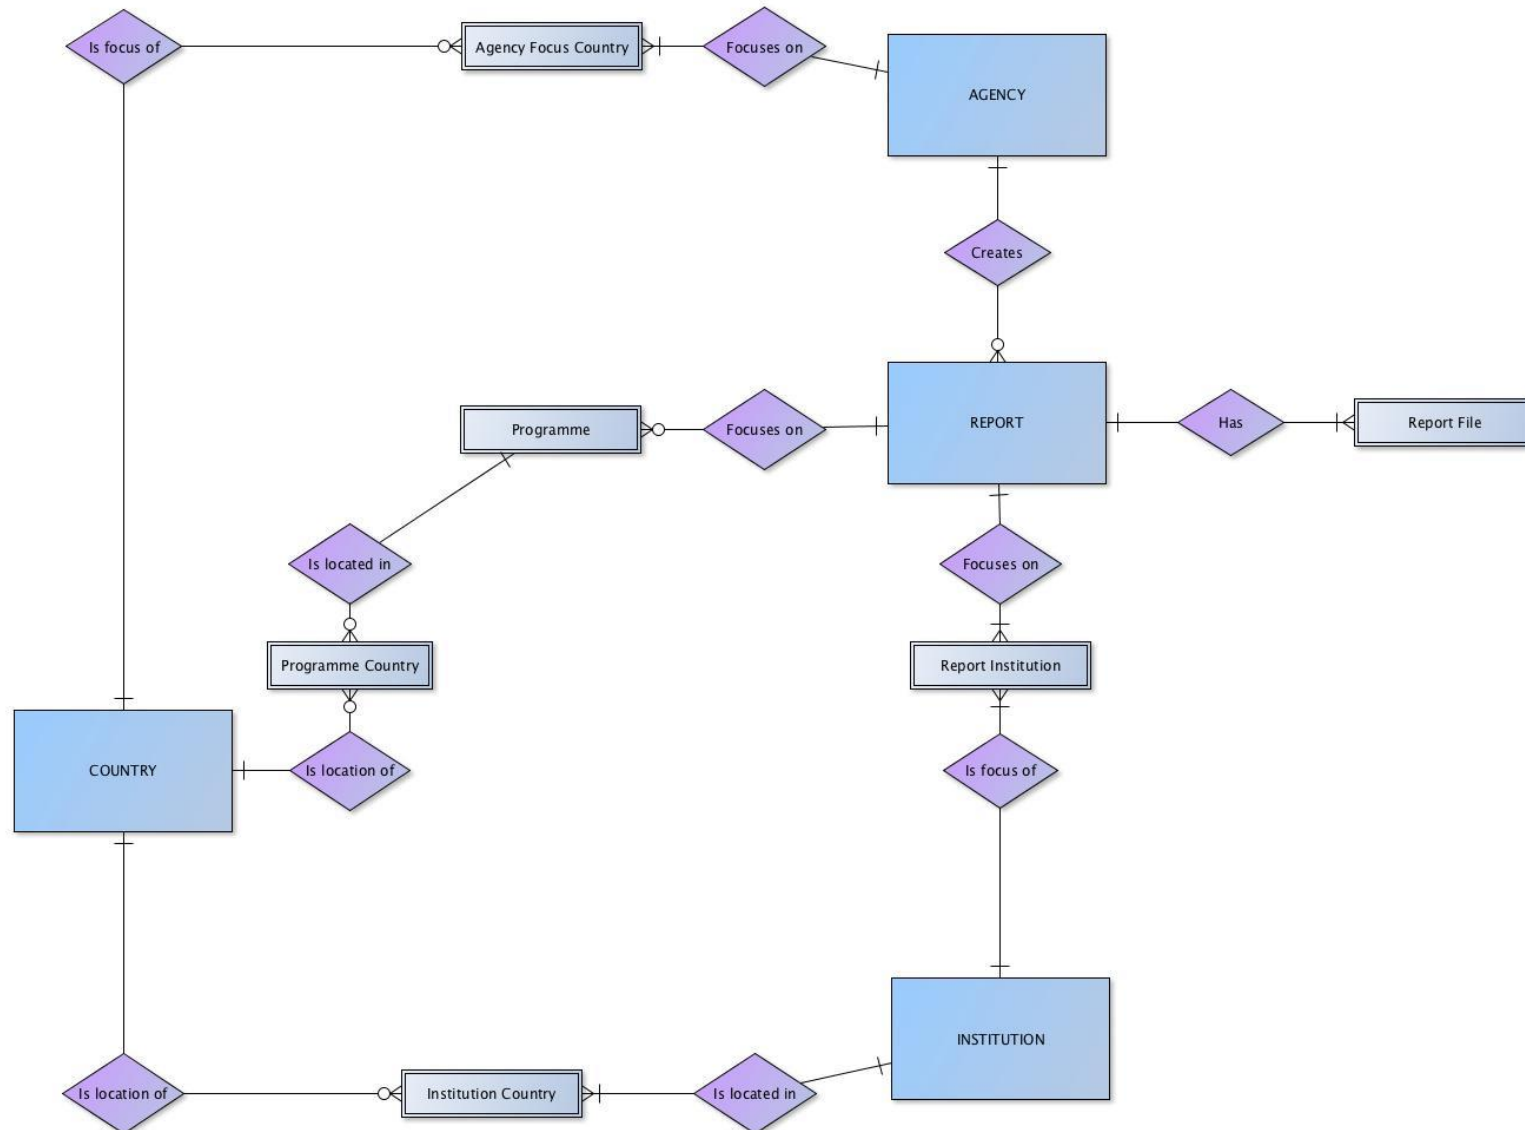 Is focus of
Agency Focus Country
Focuses on
AGENCY
Creates
Programme
Focuses on
REPORT
Has
Report File
Is located in
Focuses on
Programme Country
Report Institution
COUNTRY
Is location of
Is focus of
INSTITUTION
Is location of
Institution Country
Is located in